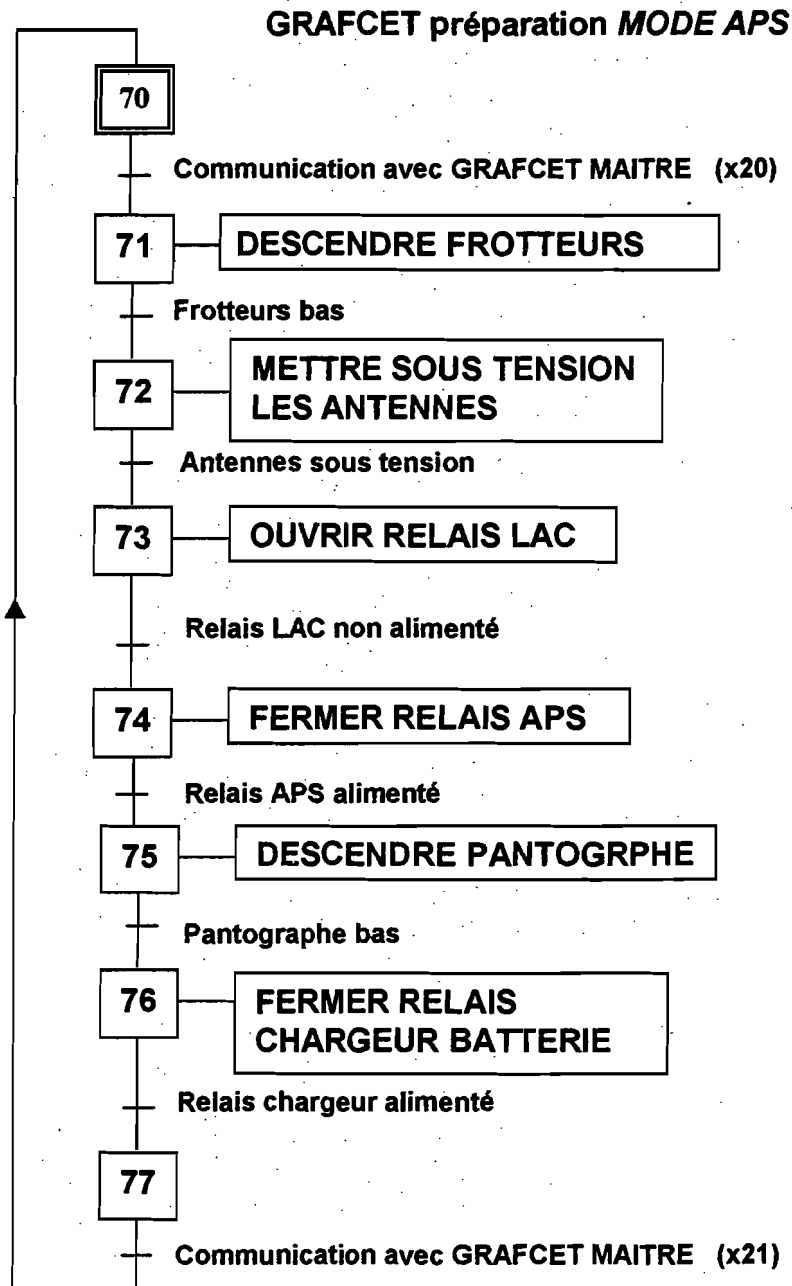 GRAFCET préparation MODE APS
70
Communication avec GRAFCET MAITRE (x20)
71
DESCENDRE FROTTEURS
Frotteurs bas
72
METTRE SOUS TENSION
LES ANTENNES
Antennes sous tension
73
OUVRIR RELAIS LAC
Relais LAC non alimenté
74
FERMER RELAIS APS
Relais APS alimenté
75
DESCENDRE PANTOGRPHE
Pantographe bas
76
FERMER RELAIS
CHARGEUR BATTERIE
Relais chargeur alimenté
77
Communication avec GRAFCET MAITRE (x21)